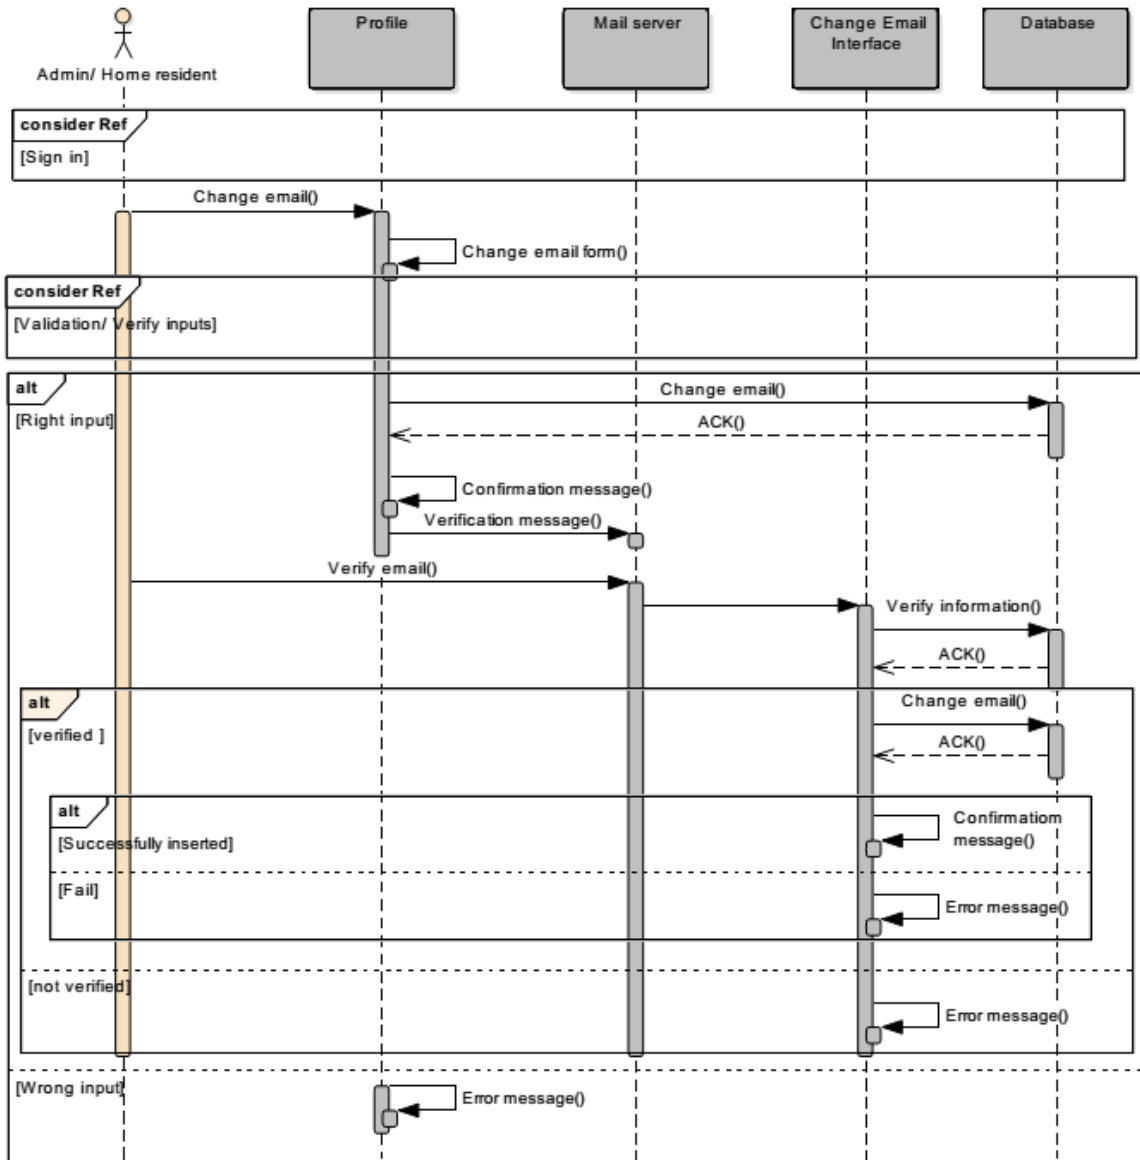 Profile
Mail server
Change Email
Interface
Database
Admin/ Home resident
consider Ref
[Sign in]
Change email()
Change email form()
consider Ref
[Validation/ Verify inputs]
alt
Change email()
[Right input]
ACK()
Confirmation message()
Verification message()
Verify email()
Verify information()
ACK()
alt
Change email()
[verified ]
ACK()
alt
Confirmatiom
message()
[Successfully inserted]
[Fail]
Error message()
[not verified]
Error message()
[Wrong input]
Error message()